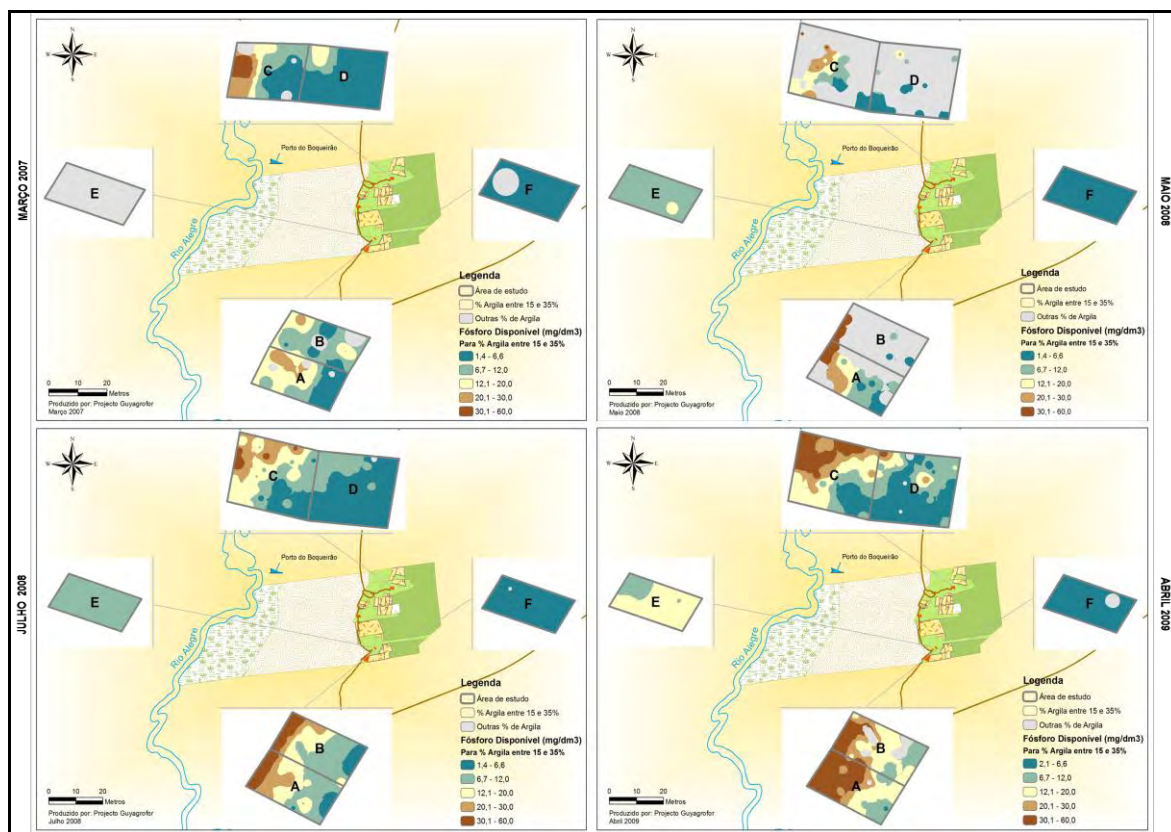 MARÇO 2007
N
W E
S
C
D
Porto do Boqueirão
E
F
Rio Alegre
B
A
Legenda
Área de estudo
% Argila entre 15 e 35%
Outras % de Argila
Fósforo Disponível (mg/dm3)
Para % Argila entre 15 e 35%
1,4 - 6,6
6,7 - 12,0
12,1 - 20,0
20,1 - 30,0
30,1 - 60,0
0 10 20
Metros
Produzido por: Projecto Guyagrofor
Março 2007
MAIO 2008
N
W E
S
C
D
Porto do Boqueirão
E
F
Rio Alegre
B
A
Legenda
Área de estudo
% Argila entre 15 e 35%
Outras % de Argila
Fósforo Disponível (mg/dm3)
Para % Argila entre 15 e 35%
1,4 - 6,6
6,7 - 12,0
12,1 - 20,0
20,1 - 30,0
30,1 - 60,0
0 10 20
Metros
Produzido por: Projecto Guyagrofor
Maio 2008
JULHO 2008
N
W E
S
C
D
Porto do Boqueirão
E
F
Rio Alegre
B
A
Legenda
Área de estudo
% Argila entre 15 e 35%
Outras % de Argila
Fósforo Disponível (mg/dm3)
Para % Argila entre 15 e 35%
1,4 - 6,6
6,7 - 12,0
12,1 - 20,0
20,1 - 30,0
30,1 - 60,0
0 10 20
Metros
Produzido por: Projecto Guyagrofor
Julho 2008
ABRIL 2009
N
W E
S
C
D
Porto do Boqueirão
E
F
Rio Alegre
B
A
Legenda
Área de estudo
% Argila entre 15 e 35%
Outras % de Argila
Fósforo Disponível (mg/dm3)
Para % Argila entre 15 e 35%
2,1 - 6,6
6,7 - 12,0
12,1 - 20,0
20,1 - 30,0
30,1 - 60,0
0 10 20
Metros
Produzido por: Projecto Guyagrofor
Abril 2009